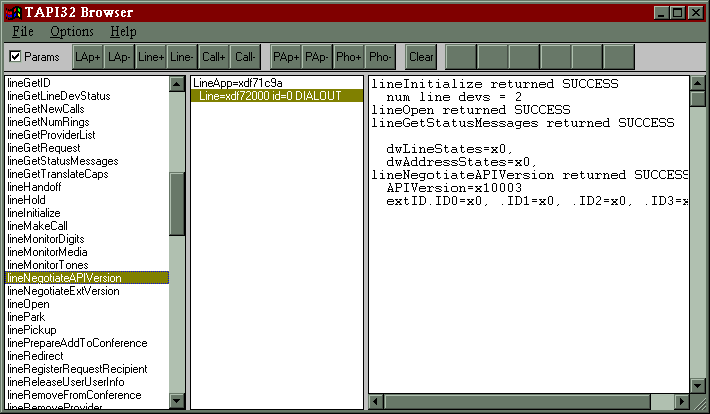 TAPI32 Browser
File Options Help
Params LAp+ LAp- Line+ Line- Call+ Call- PAp+ PAp- Pho+ Pho- Clear
lineGetID
lineGetLineDevStatus
lineGetNewCalls
lineGetNumRings
lineGetProviderList
lineGetRequest
lineGetStatusMessages
lineGetTranslateCaps
lineHandoff
lineHold
lineInitialize
lineMakeCall
lineMonitorDigits
lineMonitorMedia
lineMonitorTones
lineNegotiateAPIVersion
lineNegotiateExtVersion
lineOpen
linePark
linePickup
linePrepareAddToConference
lineRedirect
lineRegisterRequestRecipient
lineReleaseUserUserInfo
lineRemoveFromConference
lineRemoveProvider
LineApp=xdf71c9a
Line=xdf72000 id=0 DIALOUT
lineInitialize returned SUCCESS
num line devs = 2
lineOpen returned SUCCESS
lineGetStatusMessages returned SUCCESS
dwLineStates=x0,
dwAddressStates=x0,
lineNegotiateAPIVersion returned SUCCESS
APIVersion=x10003
extID.ID0=x0, .ID1=x0, .ID2=x0, .ID3=x